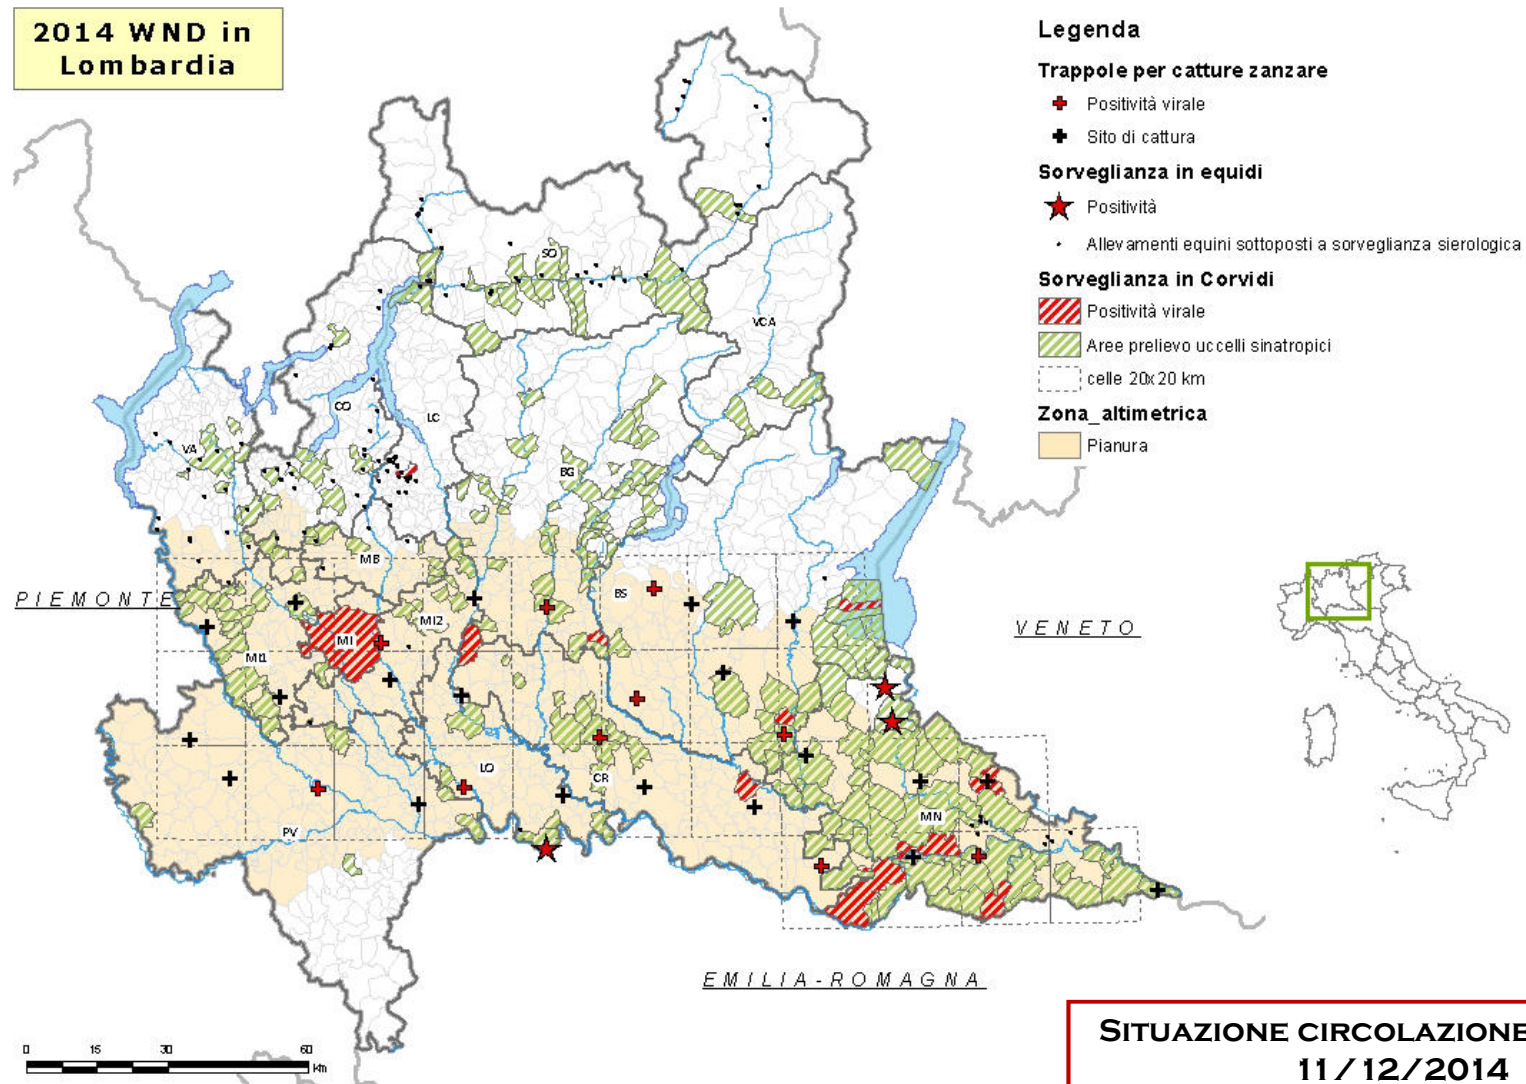 2014 WND in
Lombardia
Legenda
Trappole per catture zanzare
Positività virale
Sito di cattura
Sorveglianza in equidi
Positività
Allevamenti equini sottoposti a sorveglianza sierologica
Sorveglianza in Corvidi
Positività virale
Aree prelievo uccelli sinatropici
celle 20x20 km
Zona_altimetrica
Pianura
SO
VCA
CO
LC
VA
BG
MB
BS
PIEMONTE
MI2
MI
VENETO
MI1
LO
CR
MN
PV
EMILIA-ROMAGNA
0 15 30 60
Km
SITUAZIONE CIRCOLAZIONE
11/12/2014